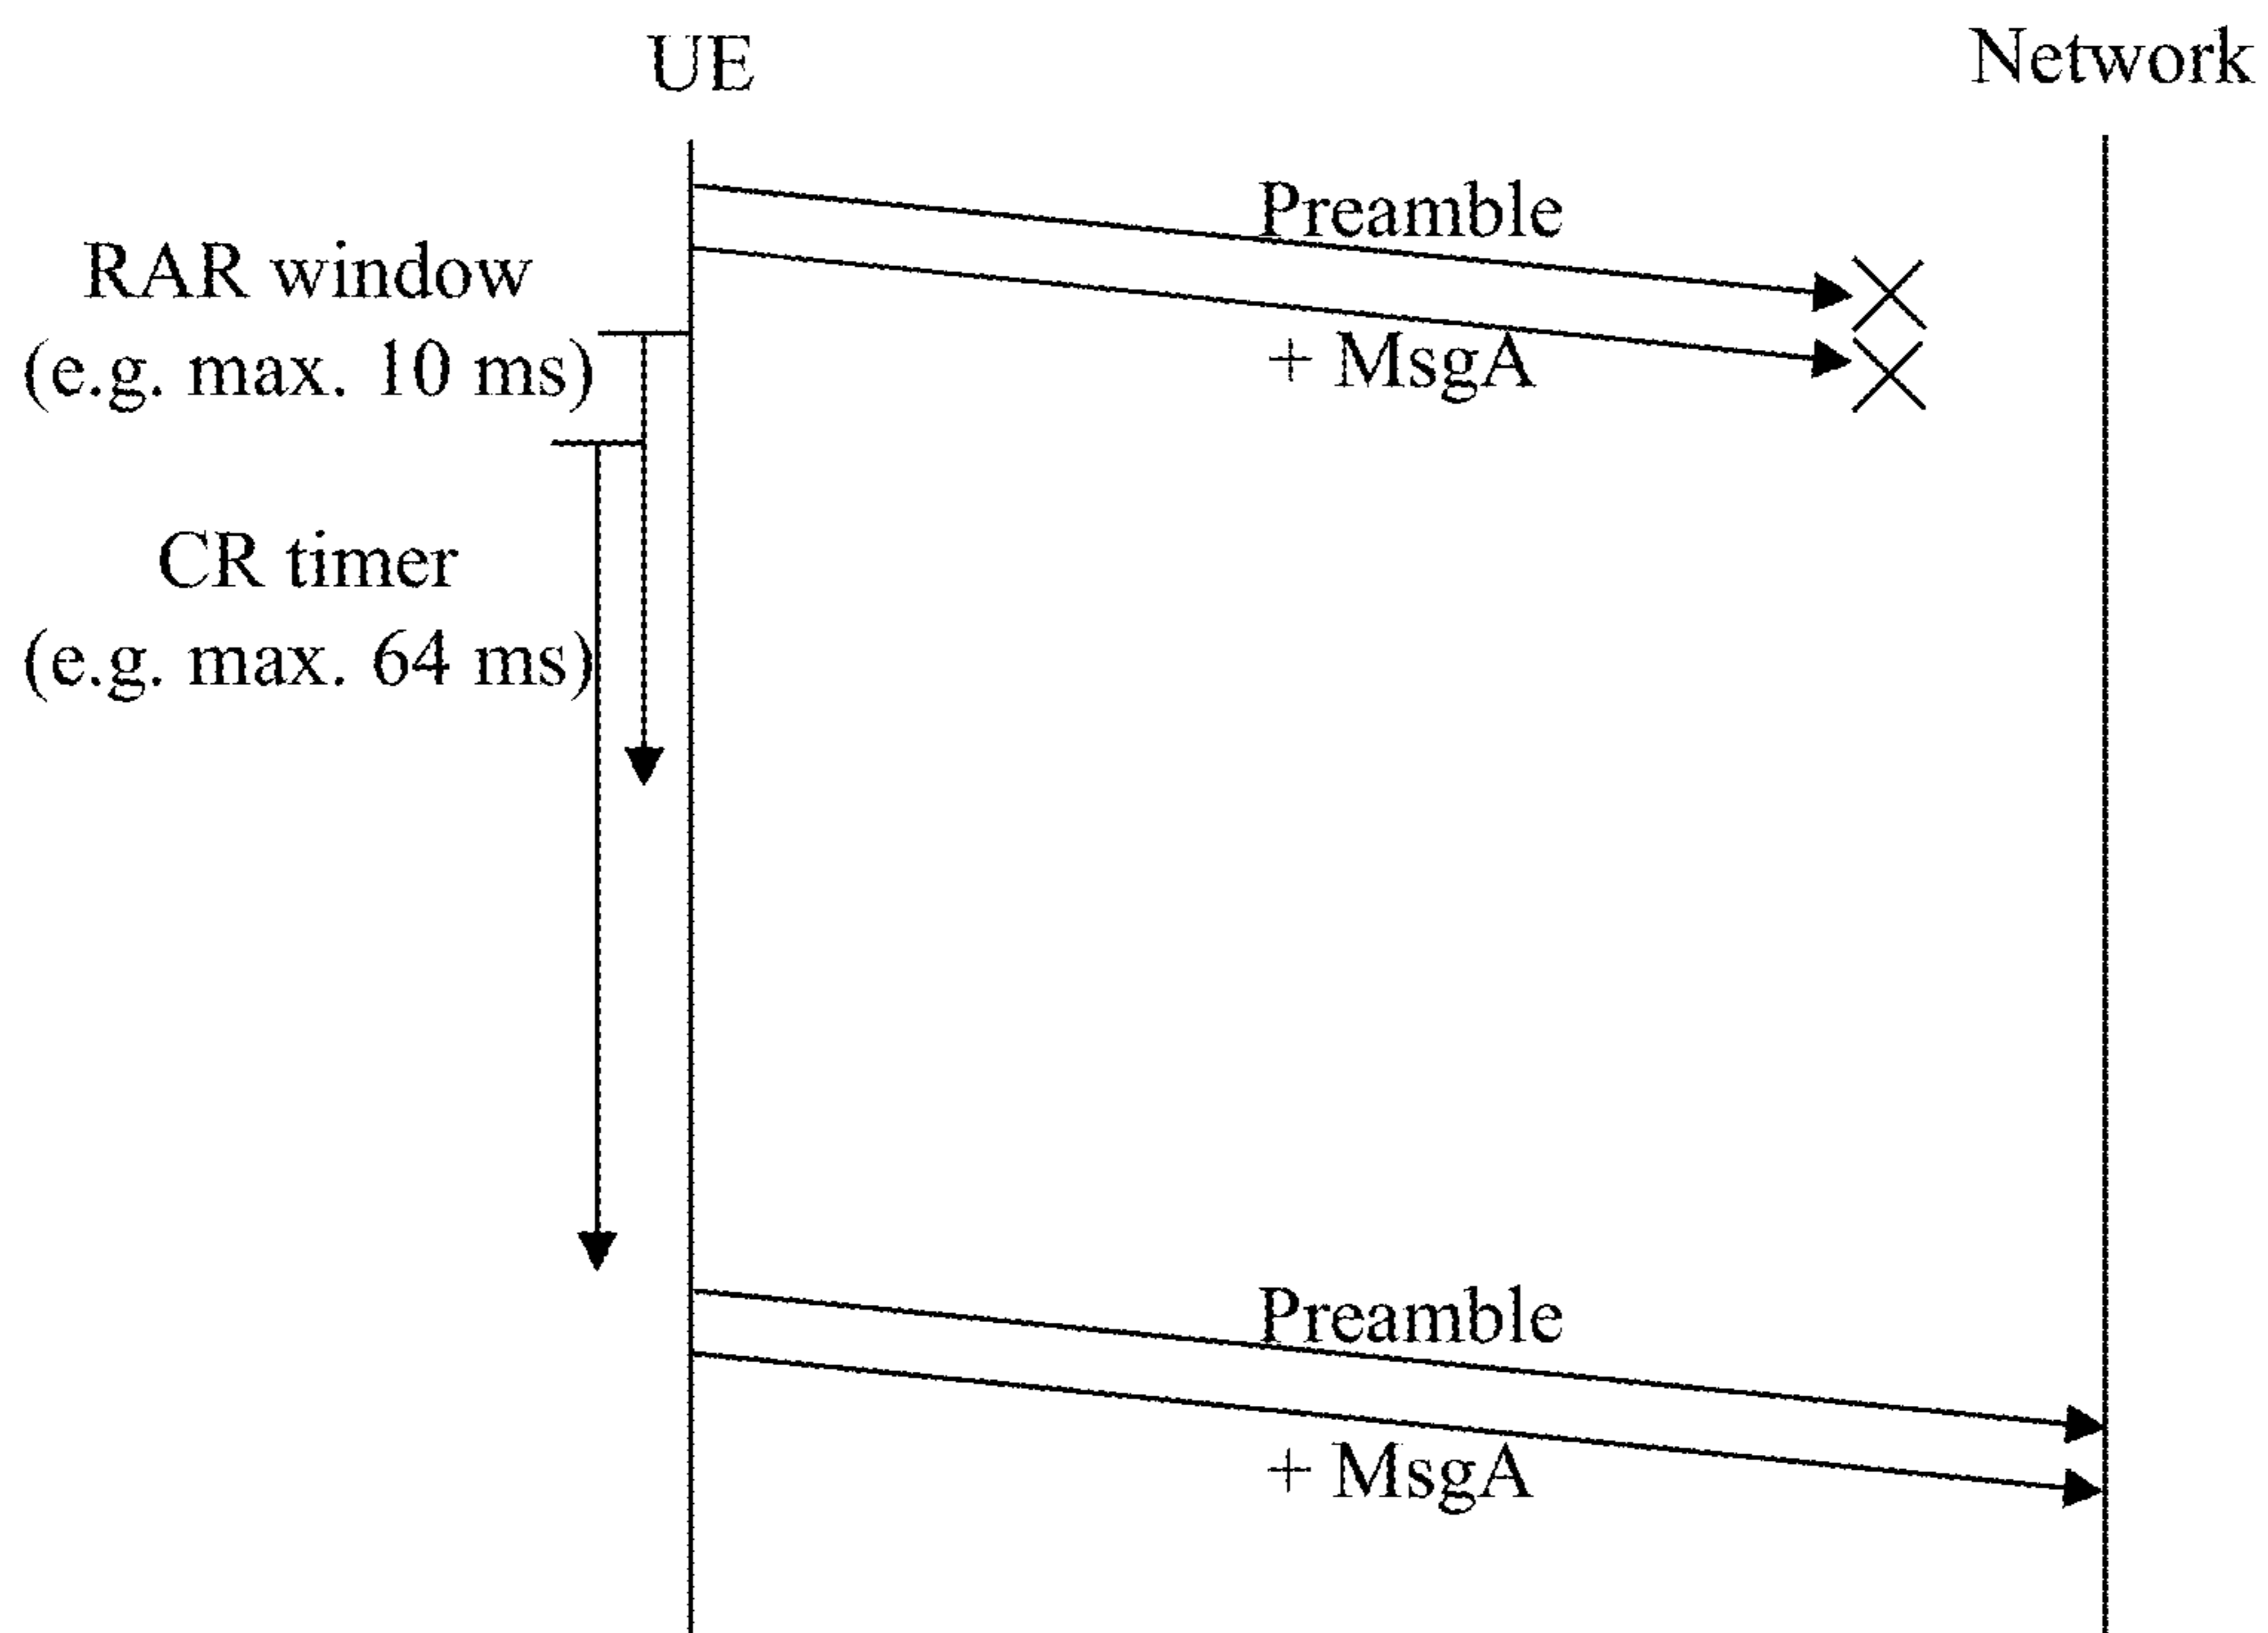 UE
Network
Preamble
RAR window
(e.g. max. 10 ms)
+ MsgA
CR timer
(e.g. max. 64 ms)
Preamble
+ MsgA